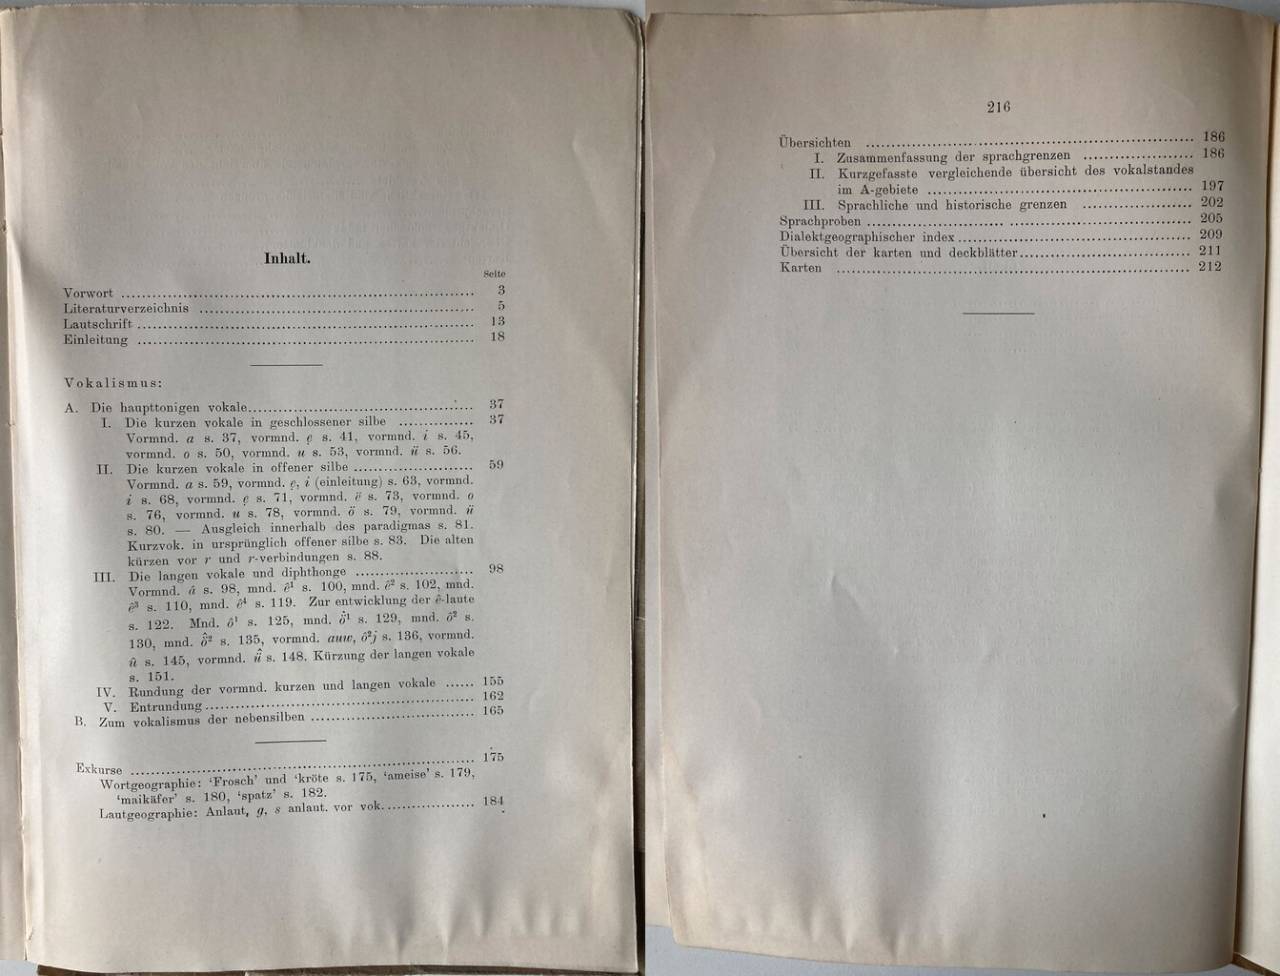 Inhalt.
Seite
Vorwort ........................................ 3
Literaturverzeichnis ........................................ 5
Lautschrift ........................................ 13
Einleitung ........................................ 18
Vokalismus:
A. Die haupttonigen vokale ........................................ 37
I. Die kurzen vokale in geschlossener silbe ............... 37
Vormnd. a s. 37, vormnd. ę s. 41, vormnd. i s. 45,
vormnd. o s. 50, vormnd. u s. 53, vormnd. ü s. 56.
II. Die kurzen vokale in offener silbe ........................ 59
Vormnd. a s. 59, vormnd. ę, i (einleitung) s. 63, vormnd.
i s. 68, vormnd. ę s. 71, vormnd. ë s. 73, vormnd. o
s. 76, vormnd. u s. 78, vormnd. ö s. 79, vormnd. ü
s. 80. — Ausgleich innerhalb des paradigmas s. 81.
Kurzvok. in ursprünglich offener silbe s. 83. Die alten
kürzen vor r und r-verbindungen s. 88.
III. Die langen vokale und diphthonge ........................ 98
Vormnd. â s. 98, mnd. ê¹ s. 100, mnd. ê² s. 102, mnd.
ê³ s. 110, mnd. ê⁴ s. 119. Zur entwicklung der ê-laute
s. 122. Mnd. ô¹ s. 125, mnd. ö̂¹ s. 129, mnd. ô² s.
130, mnd. ö̂² s. 135, vormnd. auw, ô²j s. 136, vormnd.
û s. 145, vormnd. ü̂ s. 148. Kürzung der langen vokale
s. 151.
IV. Rundung der vormnd. kurzen und langen vokale ...... 155
V. Entrundung ........................................ 162
B. Zum vokalismus der nebensilben ........................................ 165
Exkurse ........................................ 175
Wortgeographie: ‘Frosch’ und ‘kröte s. 175, ‘ameise’ s. 179,
‘maikäfer’ s. 180, ‘spatz’ s. 182.
Lautgeographie: Anlaut, g, s anlaut. vor vok. .................. 184
216
Übersichten ........................................ 186
I. Zusammenfassung der sprachgrenzen ........................ 186
II. Kurzgefasste vergleichende übersicht des vokalstandes
im A-gebiete ........................................ 197
III. Sprachliche und historische grenzen ........................ 202
Sprachproben ........................................ 205
Dialektgeographischer index ........................................ 209
Übersicht der karten und deckblätter ........................................ 211
Karten ........................................ 212